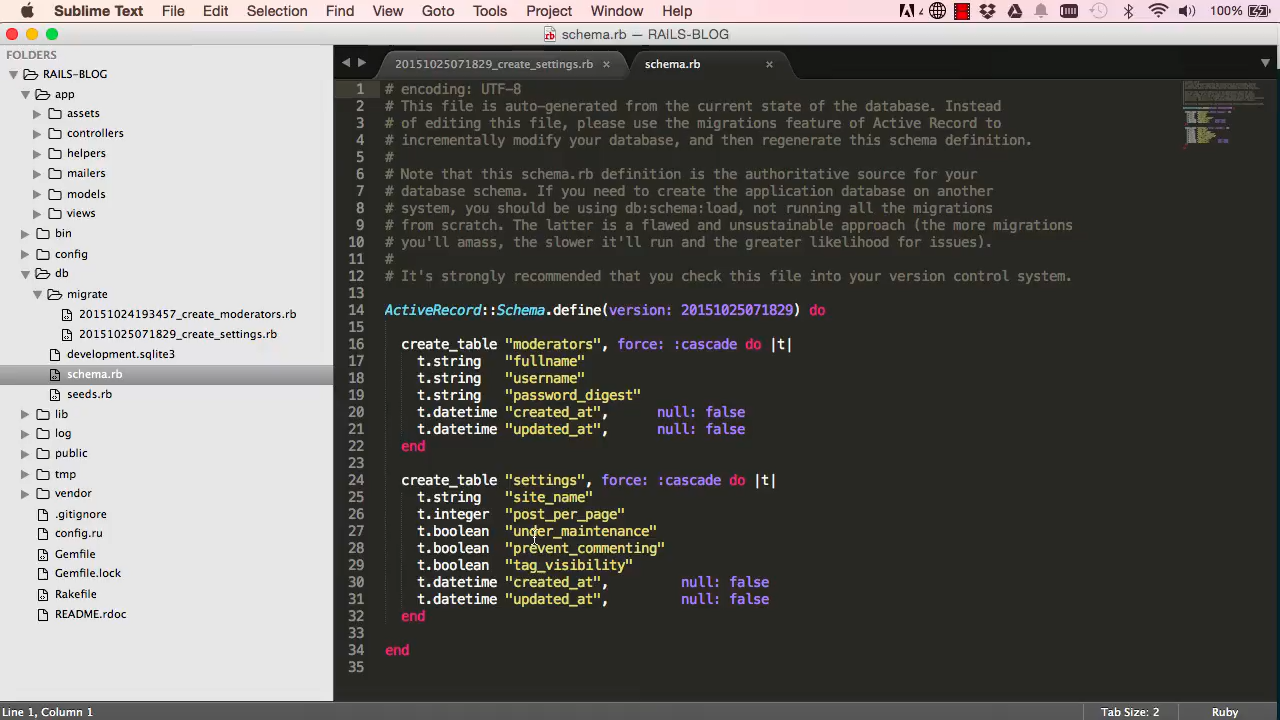 Sublime Text File Edit Selection Find View Goto Tools Project Window Help 4 100%
schema.rb — RAILS-BLOG
FOLDERS
RAILS-BLOG
app
assets
controllers
helpers
mailers
models
views
bin
config
db
migrate
20151024193457_create_moderators.rb
20151025071829_create_settings.rb
development.sqlite3
schema.rb
seeds.rb
lib
log
public
tmp
vendor
.gitignore
config.ru
Gemfile
Gemfile.lock
Rakefile
README.rdoc
20151025071829_create_settings.rb × schema.rb ×
1 # encoding: UTF-8
2 # This file is auto-generated from the current state of the database. Instead
3 # of editing this file, please use the migrations feature of Active Record to
4 # incrementally modify your database, and then regenerate this schema definition.
5 #
6 # Note that this schema.rb definition is the authoritative source for your
7 # database schema. If you need to create the application database on another
8 # system, you should be using db:schema:load, not running all the migrations
9 # from scratch. The latter is a flawed and unsustainable approach (the more migrations
10 # you'll amass, the slower it'll run and the greater likelihood for issues).
11 #
12 # It's strongly recommended that you check this file into your version control system.
13
14 ActiveRecord::Schema.define(version: 20151025071829) do
15
16 create_table "moderators", force: :cascade do |t|
17 t.string "fullname"
18 t.string "username"
19 t.string "password_digest"
20 t.datetime "created_at", null: false
21 t.datetime "updated_at", null: false
22 end
23
24 create_table "settings", force: :cascade do |t|
25 t.string "site_name"
26 t.integer "post_per_page"
27 t.boolean "under_maintenance"
28 t.boolean "prevent_commenting"
29 t.boolean "tag_visibility"
30 t.datetime "created_at", null: false
31 t.datetime "updated_at", null: false
32 end
33
34 end
35
Line 1, Column 1 Tab Size: 2 Ruby